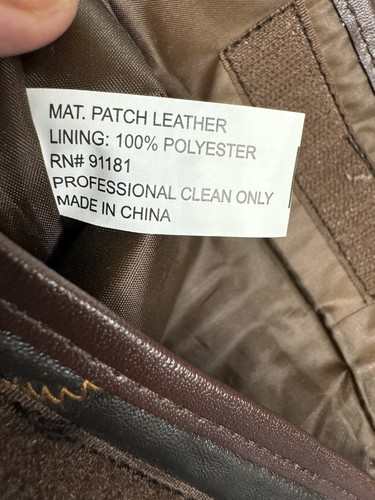 MAT. PATCH LEATHER
LINING: 100% POLYESTER
RN# 91181
PROFESSIONAL CLEAN ONLY
MADE IN CHINA